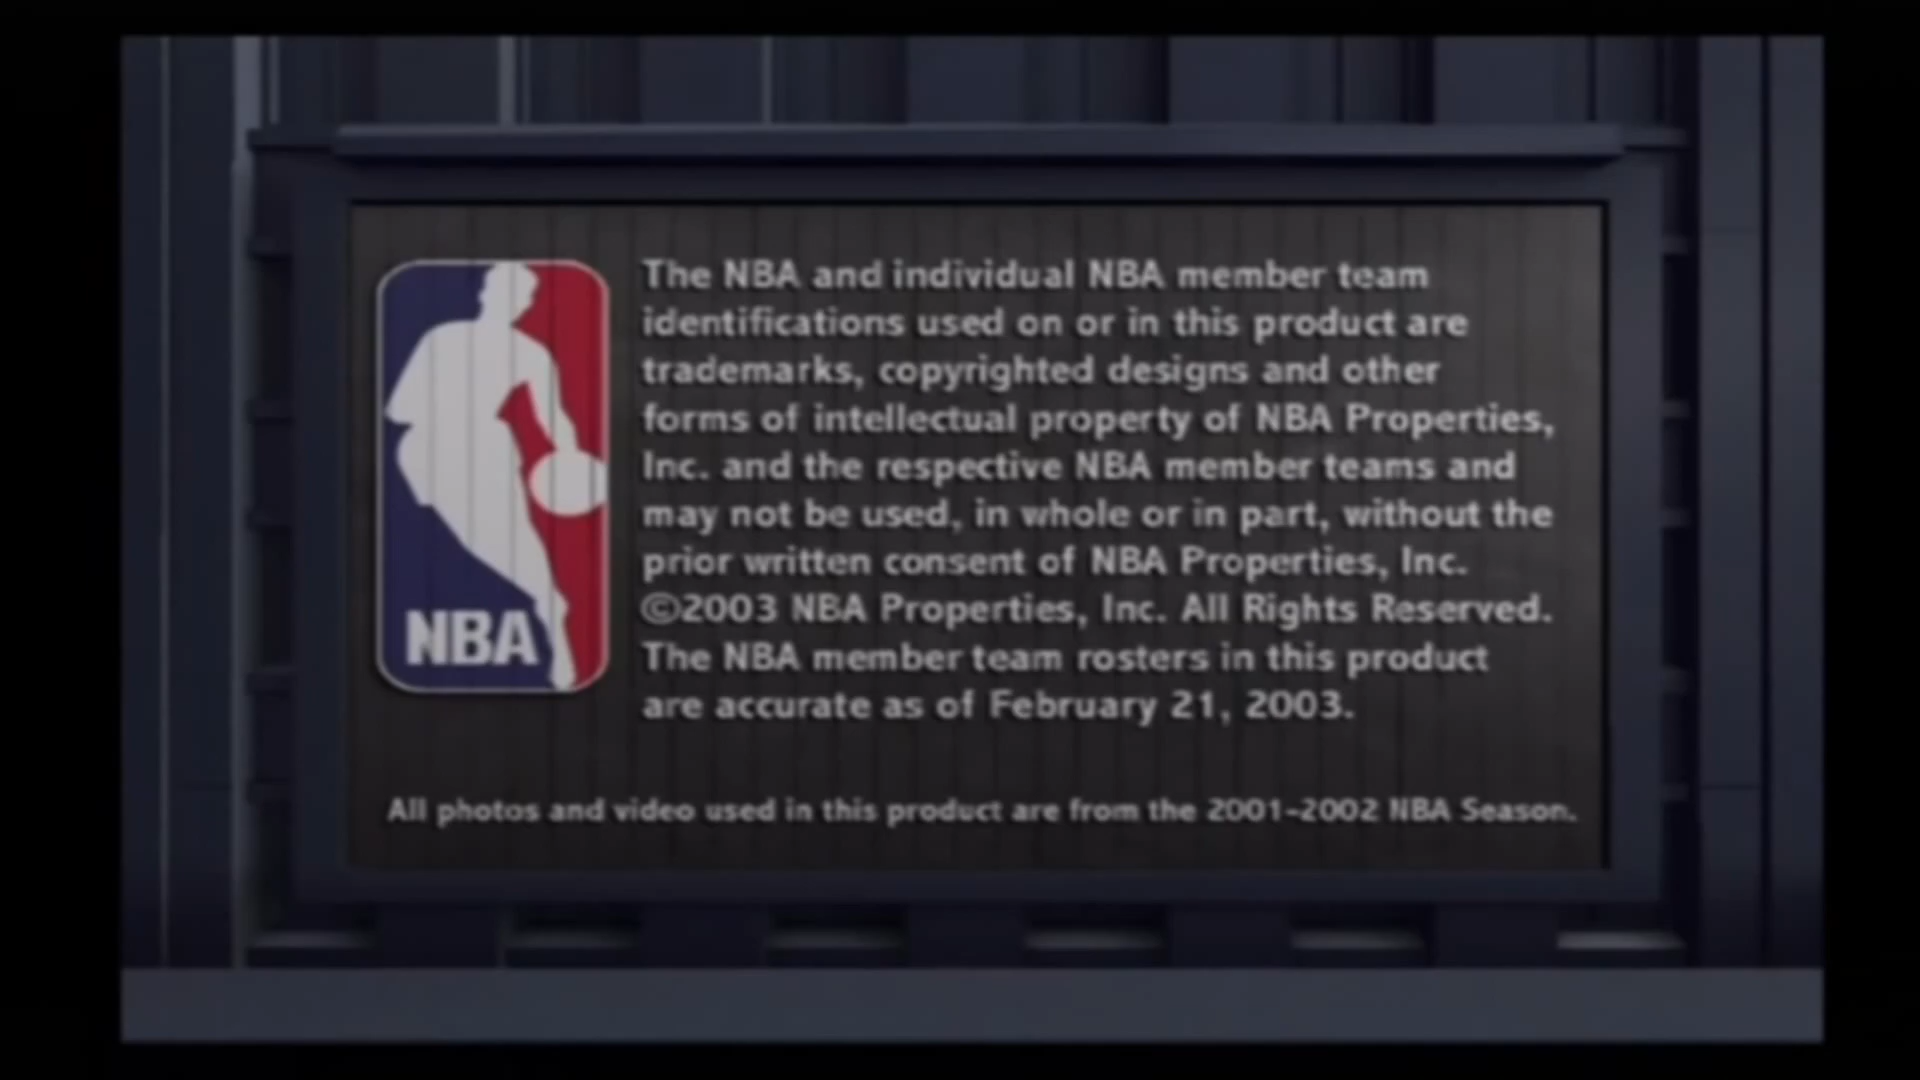 The NBA and individual NBA member team
identifications used on or in this product are
trademarks, copyrighted designs and other
forms of intellectual property of NBA Properties,
Inc. and the respective NBA member teams and
may not be used, in whole or in part, without the
prior written consent of NBA Properties, Inc.
©2003 NBA Properties, Inc. All Rights Reserved.
The NBA member team rosters in this product
are accurate as of February 21, 2003.
NBA
All photos and video used in this product are from the 2001-2002 NBA Season.